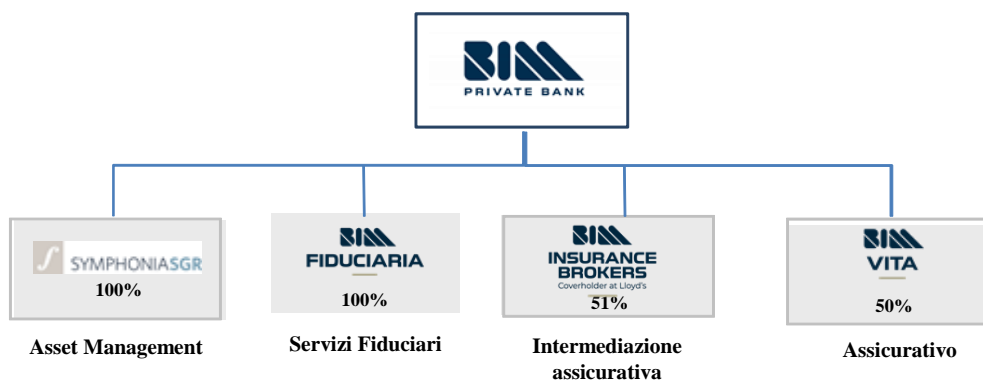 BIM
PRIVATE BANK
SYMPHONIASGR
100%
Asset Management
BIM
FIDUCIARIA
100%
Servizi Fiduciari
BIM
INSURANCE
BROKERS
Coverholder at Lloyd's
51%
Intermediazione
assicurativa
BIM
VITA
50%
Assicurativo